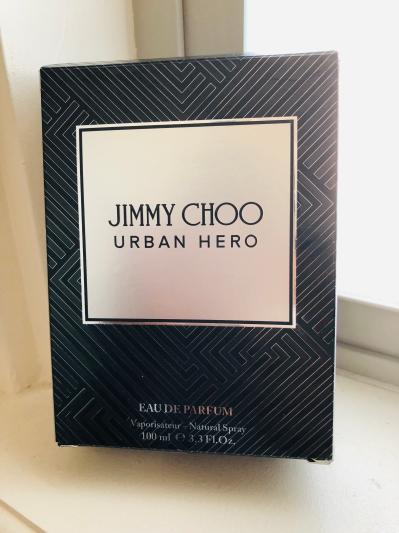 JIMMY CHOO
URBAN HERO
EAU DE PARFUM
Vaporisateur - Natural Spray
100 ml ℮ 3.3 Fl.Oz.